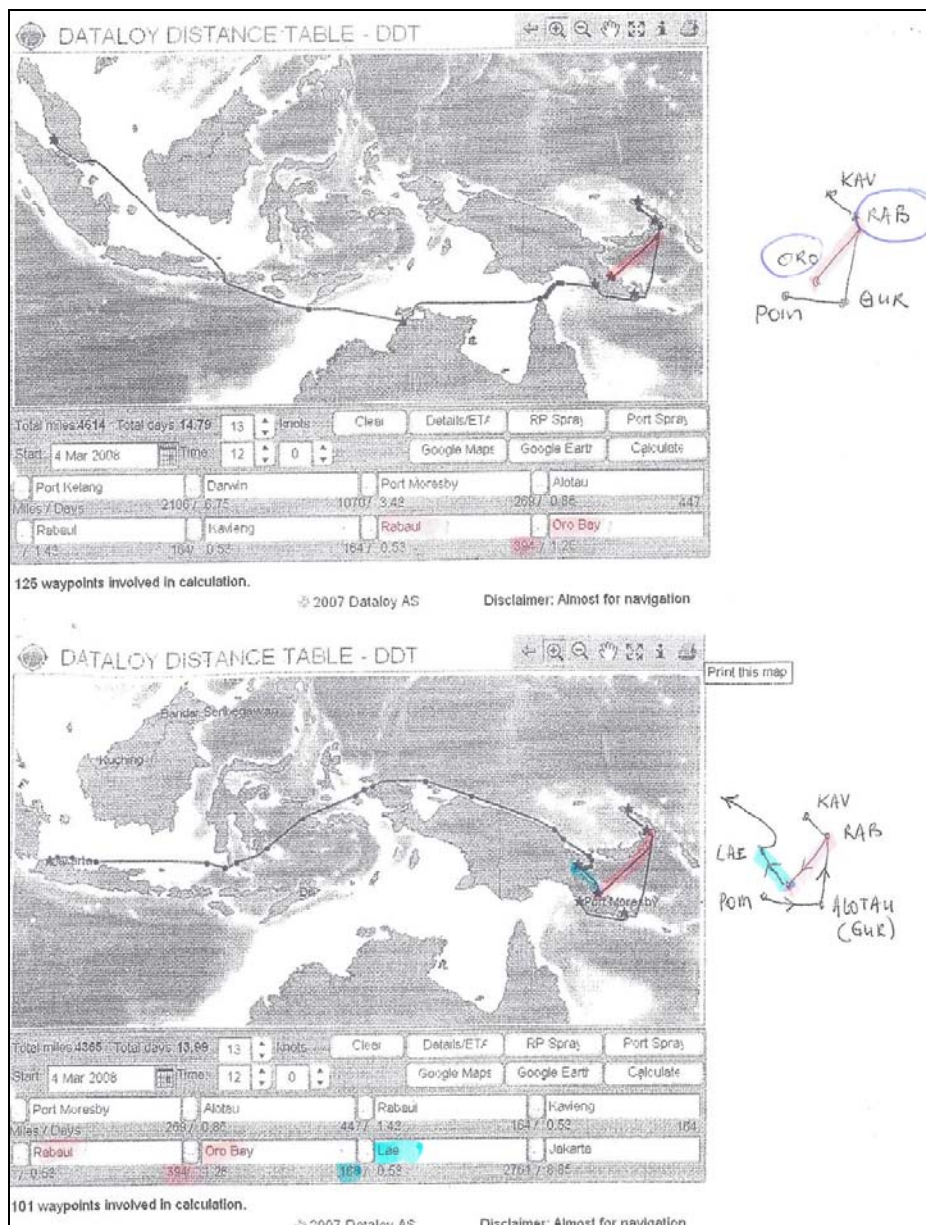 DATALOY DISTANCE TABLE - DDT
KAV
RAB
ORO
POM
GUR
Total miles:4614 Total days:14.79 13 knots Clear Details/ETA RP Spray Port Spray
Start: 4 Mar 2008 Time: 12 0 Google Maps Google Earth Calculate
Port Kelang Darwin Port Moresby Alotau
Miles / Days 2106/ 6.75 1070/ 3.43 269/ 0.86 447
Rabaul Kavieng Rabaul Oro Bay
/ 1.43 164/ 0.53 164/ 0.53 394/ 1.26
125 waypoints involved in calculation.
© 2007 Dataloy AS Disclaimer: Almost for navigation
DATALOY DISTANCE TABLE - DDT
Print this map
Kuching
Port Moresby
KAV
RAB
LAE
POM
ALOTAU
(GUR)
Total miles:4365 Total days:13.99 13 knots Clear Details/ETA RP Spray Port Spray
Start: 4 Mar 2008 Time: 12 0 Google Maps Google Earth Calculate
Port Moresby Alotau Rabaul Kavieng
Miles / Days 269/ 0.86 447/ 1.43 164/ 0.53 164
Rabaul Oro Bay Lae Jakarta
/ 0.53 394/ 1.26 166/ 0.53 2761/ 8.85
101 waypoints involved in calculation.
© 2007 Dataloy AS Disclaimer: Almost for navigation